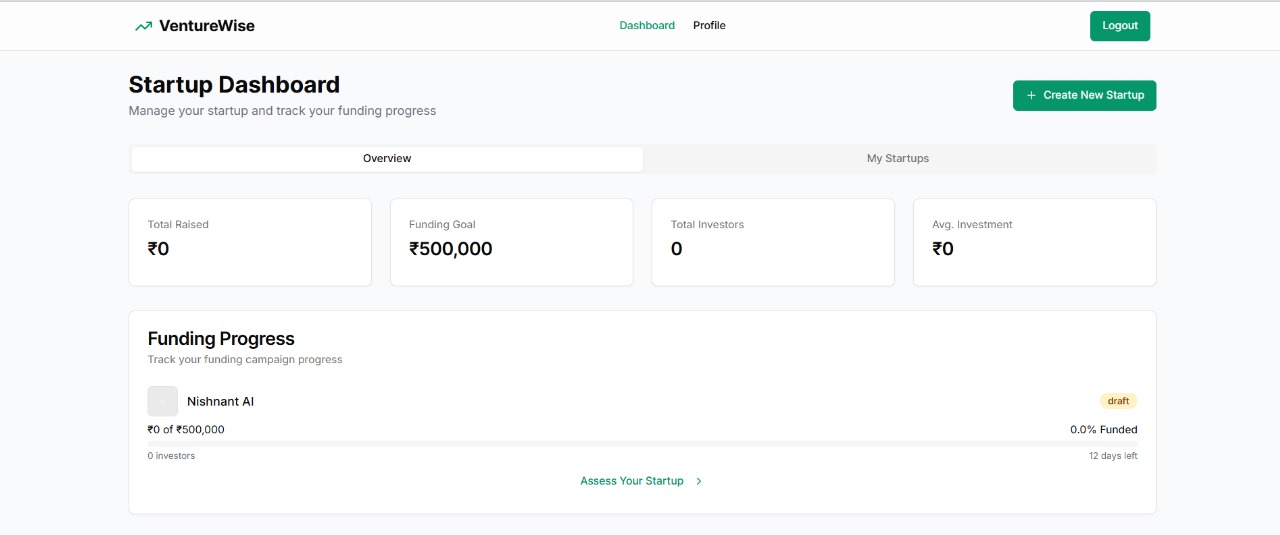 VentureWise
Dashboard Profile
Logout
Startup Dashboard
Manage your startup and track your funding progress
+ Create New Startup
Overview
My Startups
Total Raised
₹0
Funding Goal
₹500,000
Total Investors
0
Avg. Investment
₹0
Funding Progress
Track your funding campaign progress
Nishnant AI
draft
₹0 of ₹500,000
0.0% Funded
0 investors
12 days left
Assess Your Startup